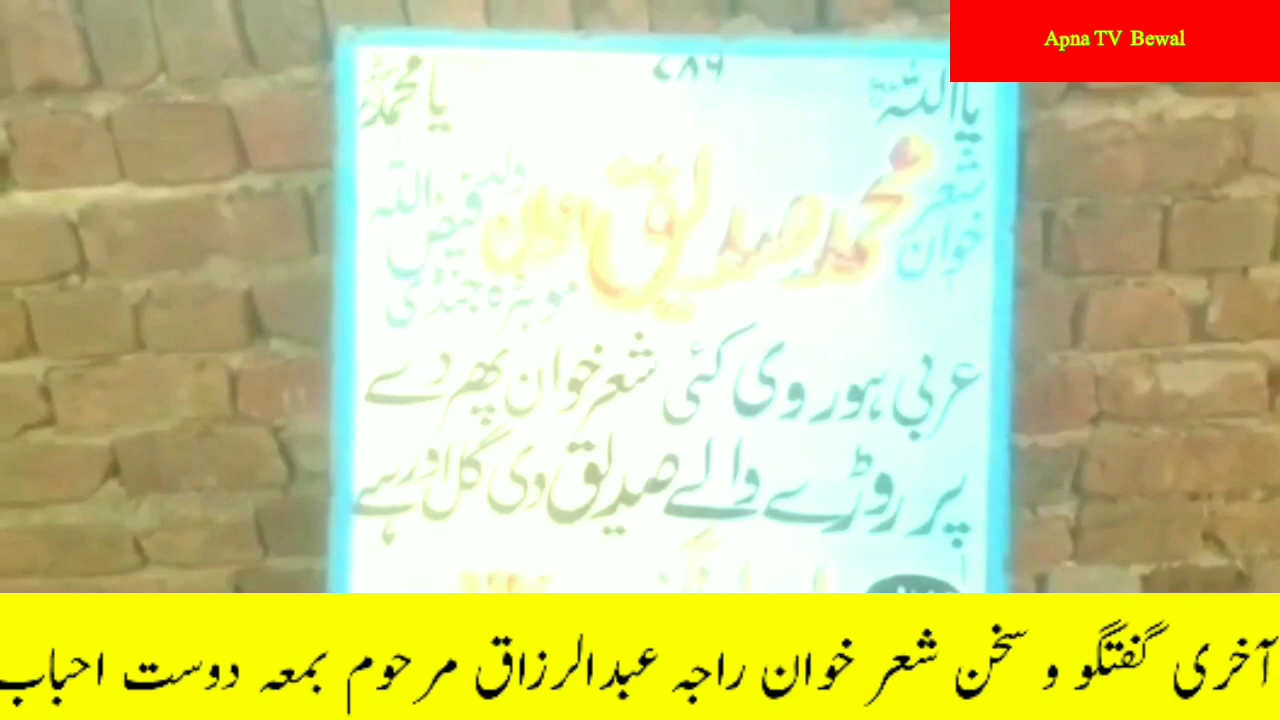 Apna TV Bewal
یا اللہ ۷۸۶ یا محمد
شعر خوان محمد صدیق اعوان ولد فیض اللہ
موہڑہ جنڈی
عربی ہور وی کئی شعر خوان پھردے
پر روڑے والے صدیق دی گل اور ہے
آخری گفتگو و سخن شعر خوان راجہ عبدالرزاق مرحوم بمعہ دوست احباب